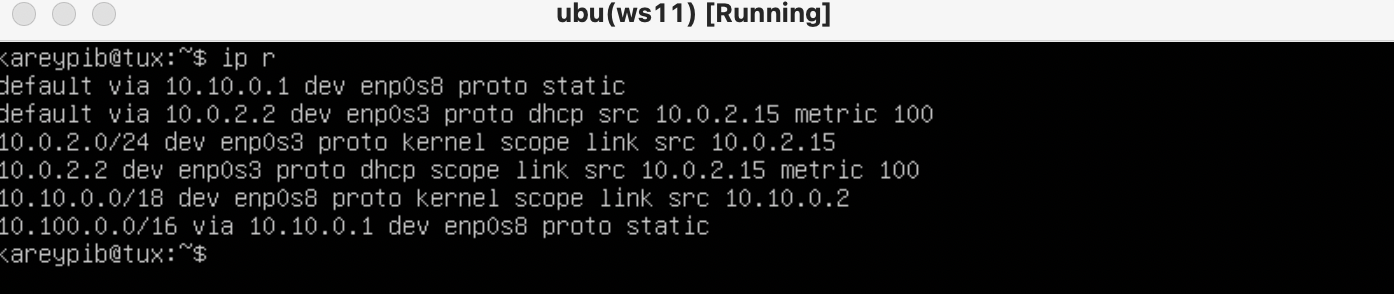 ubu(ws11) [Running]
kareypib@tux:~$ ip r
default via 10.10.0.1 dev enp0s8 proto static
default via 10.0.2.2 dev enp0s3 proto dhcp src 10.0.2.15 metric 100
10.0.2.0/24 dev enp0s3 proto kernel scope link src 10.0.2.15
10.0.2.2 dev enp0s3 proto dhcp scope link src 10.0.2.15 metric 100
10.10.0.0/18 dev enp0s8 proto kernel scope link src 10.10.0.2
10.100.0.0/16 via 10.10.0.1 dev enp0s8 proto static
kareypib@tux:~$